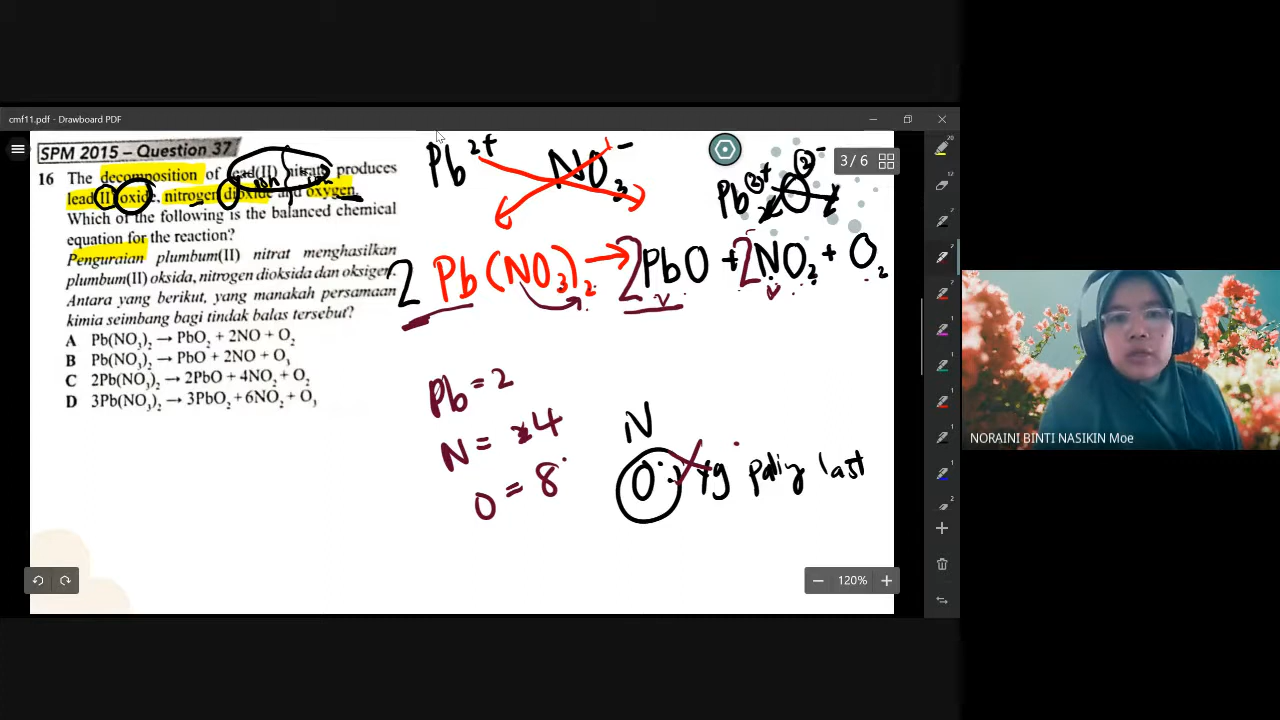 cmf11.pdf - Drawboard PDF
SPM 2015 – Question 37
3 / 6
16 The decomposition of lead(II) nitrate produces
lead(II) oxide, nitrogen dioxide and oxygen.
Which of the following is the balanced chemical
equation for the reaction?
Penguraian plumbum(II) nitrat menghasilkan
plumbum(II) oksida, nitrogen dioksida dan oksigen.
Antara yang berikut, yang manakah persamaan
kimia seimbang bagi tindak balas tersebut?
A Pb(NO₃)₂ → PbO₂ + 2NO + O₂
B Pb(NO₃)₂ → PbO + 2NO + O₃
C 2Pb(NO₃)₂ → 2PbO + 4NO₂ + O₂
D 3Pb(NO₃)₂ → 3PbO₂ + 6NO₂ + O₃
Pb²⁺ NO₃⁻
Pb²⁺ O²⁻
2 Pb(NO₃)₂ → 2PbO + 2NO₂ + O₂
Pb = 2
N = 4
O = 8
N
O yg paling last
120%
NORAINI BINTI NASIKIN Moe